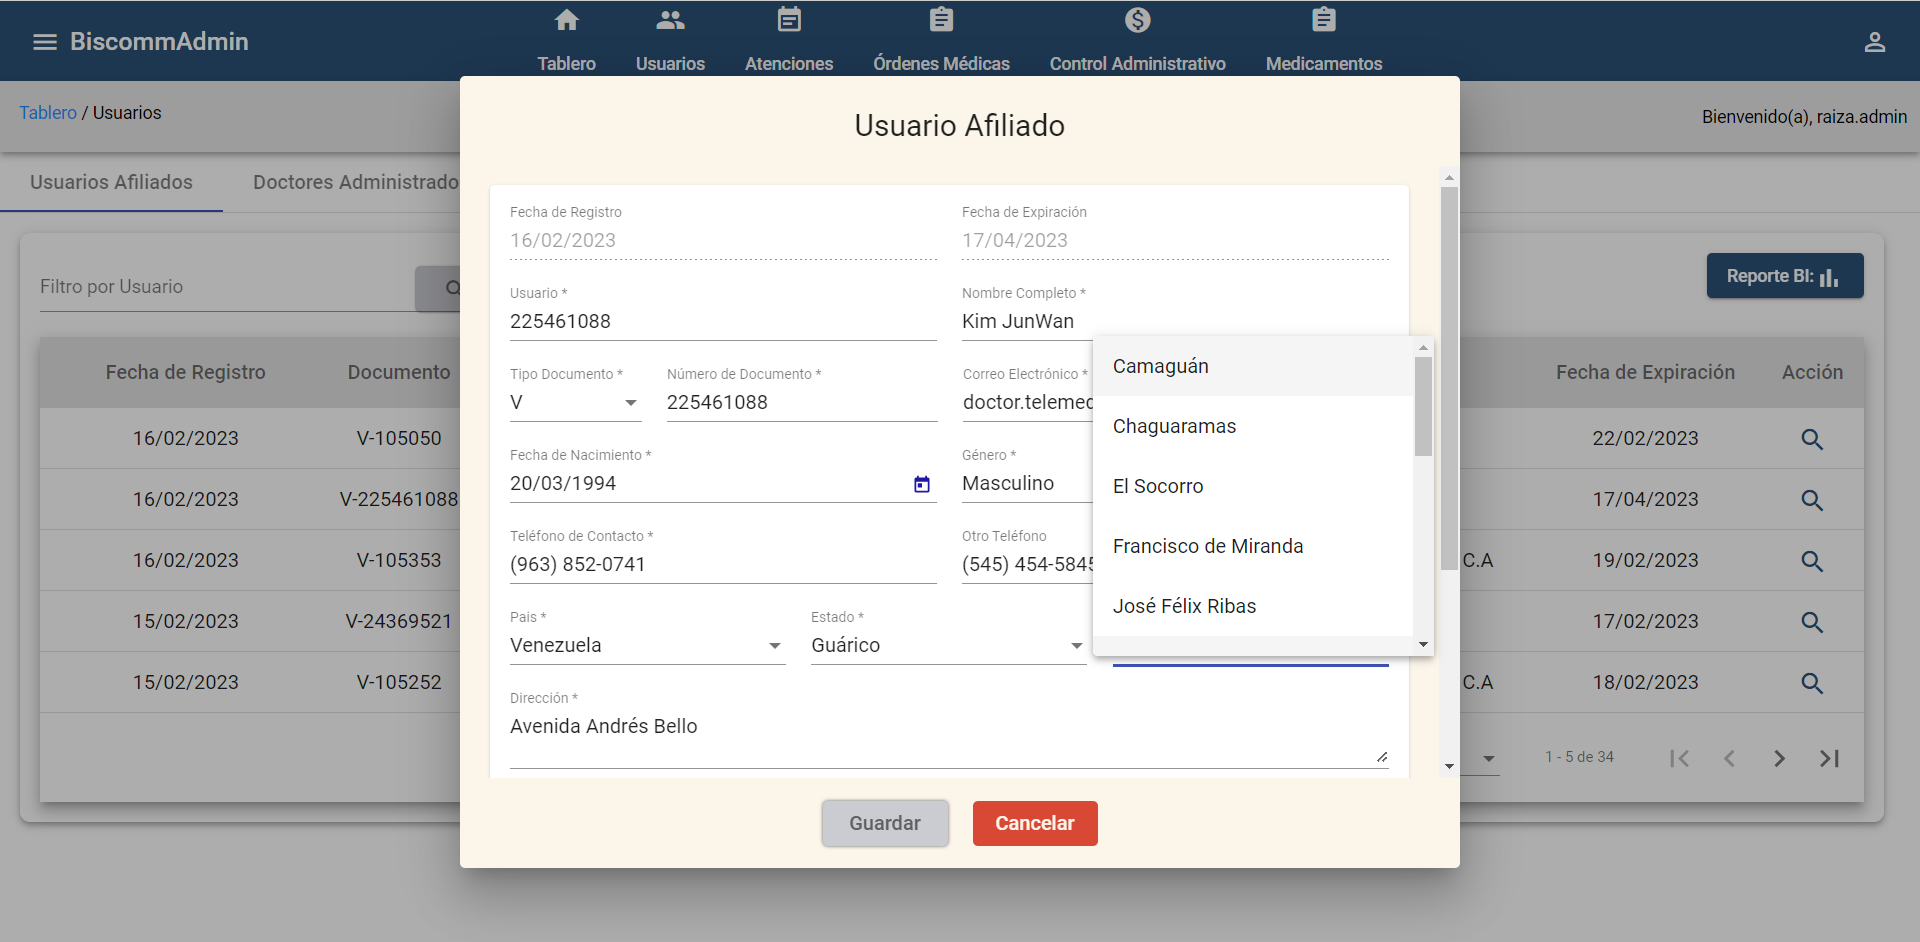 BiscommAdmin
Tablero
Usuarios
Atenciones
Órdenes Médicas
Control Administrativo
Medicamentos
Tablero / Usuarios
Bienvenido(a), raiza.admin
Usuarios Afiliados
Doctores Administrado
Filtro por Usuario
Reporte BI:
Fecha de Registro Documento Fecha de Expiración Acción
16/02/2023 V-105050 22/02/2023
16/02/2023 V-225461088 17/04/2023
16/02/2023 V-105353 C.A 19/02/2023
15/02/2023 V-24369521 17/02/2023
15/02/2023 V-105252 C.A 18/02/2023
1 - 5 de 34
Usuario Afiliado
Fecha de Registro
16/02/2023
Fecha de Expiración
17/04/2023
Usuario *
225461088
Nombre Completo *
Kim JunWan
Tipo Documento *
V
Número de Documento *
225461088
Correo Electrónico *
doctor.telemed
Fecha de Nacimiento *
20/03/1994
Género *
Masculino
Teléfono de Contacto *
(963) 852-0741
Otro Teléfono
(545) 454-5845
Pais *
Venezuela
Estado *
Guárico
Camaguán
Chaguaramas
El Socorro
Francisco de Miranda
José Félix Ribas
Dirección *
Avenida Andrés Bello
Guardar
Cancelar